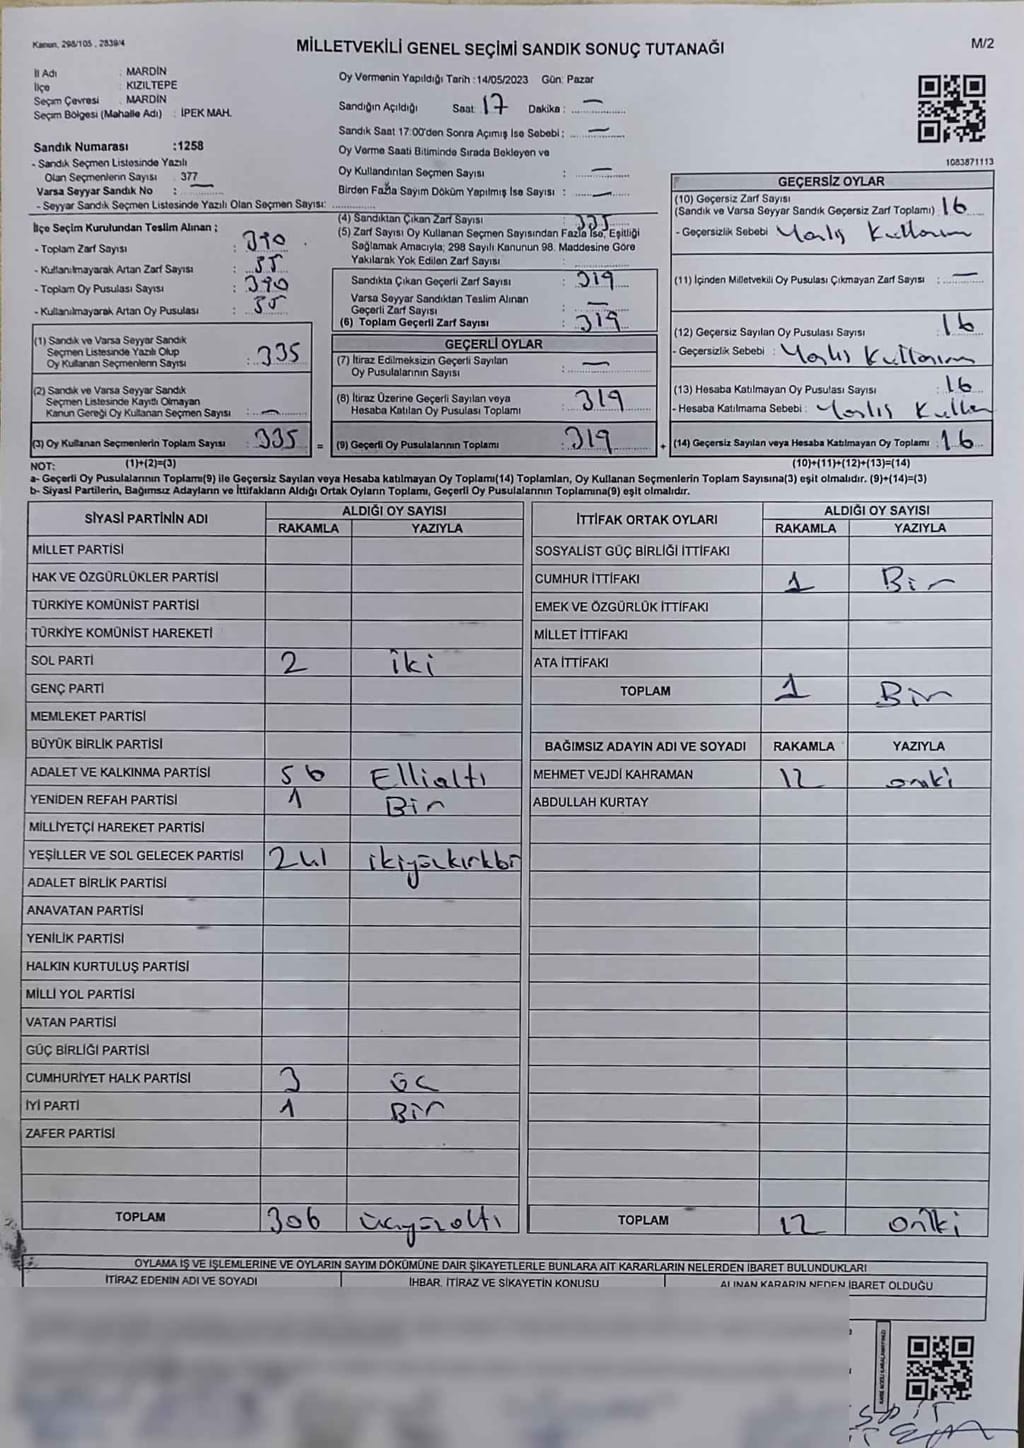 Kanun, 298/105 , 2839/4
MİLLETVEKİLİ GENEL SEÇİMİ SANDIK SONUÇ TUTANAĞI
M/2
İl Adı : MARDİN
İlçe : KIZILTEPE
Seçim Çevresi : MARDİN
Seçim Bölgesi (Mahalle Adı) : İPEK MAH.
Sandık Numarası :1258
- Sandık Seçmen Listesinde Yazılı
Olan Seçmenlerin Sayısı : 377
Varsa Seyyar Sandık No : —
- Seyyar Sandık Seçmen Listesinde Yazılı Olan Seçmen Sayısı:
Oy Vermenin Yapıldığı Tarih :14/05/2023 Gün: Pazar
Sandığın Açıldığı Saat: 17 Dakika : —
Sandık Saat 17:00'den Sonra Açılmış İse Sebebi : —
Oy Verme Saati Bitiminde Sırada Bekleyen ve
Oy Kullandırılan Seçmen Sayısı : —
Birden Fazla Sayım Döküm Yapılmış İse Sayısı : —
1083871113
İlçe Seçim Kurulundan Teslim Alınan ;
- Toplam Zarf Sayısı : 390
- Kullanılmayarak Artan Zarf Sayısı : 55
- Toplam Oy Pusulası Sayısı : 390
- Kullanılmayarak Artan Oy Pusulası : 55
(1) Sandık ve Varsa Seyyar Sandık
Seçmen Listesinde Yazılı Olup
Oy Kullanan Seçmenlerin Sayısı : 335
(2) Sandık ve Varsa Seyyar Sandık
Seçmen Listesinde Kayıtlı Olmayan
Kanun Gereği Oy Kullanan Seçmen Sayısı : —
(3) Oy Kullanan Seçmenlerin Toplam Sayısı : 335 =
(4) Sandıktan Çıkan Zarf Sayısı : 335
(5) Zarf Sayısı Oy Kullanan Seçmen Sayısından Fazla İse, Eşitliği
Sağlamak Amacıyla; 298 Sayılı Kanunun 98. Maddesine Göre
Yakılarak Yok Edilen Zarf Sayısı :
Sandıkta Çıkan Geçerli Zarf Sayısı : 319
Varsa Seyyar Sandıktan Teslim Alınan
Geçerli Zarf Sayısı : —
(6) Toplam Geçerli Zarf Sayısı : 319
GEÇERLİ OYLAR
(7) İtiraz Edilmeksizin Geçerli Sayılan
Oy Pusulalarının Sayısı : —
(8) İtiraz Üzerine Geçerli Sayılan veya
Hesaba Katılan Oy Pusulası Toplamı : 319
(9) Geçerli Oy Pusulalarının Toplamı : 319 +
GEÇERSİZ OYLAR
(10) Geçersiz Zarf Sayısı
(Sandık ve Varsa Seyyar Sandık Geçersiz Zarf Toplamı) 16
- Geçersizlik Sebebi : Yanlış Kullanım
(11) İçinden Milletvekili Oy Pusulası Çıkmayan Zarf Sayısı : —
(12) Geçersiz Sayılan Oy Pusulası Sayısı : 16
- Geçersizlik Sebebi : Yanlış Kullanım
(13) Hesaba Katılmayan Oy Pusulası Sayısı : 16
- Hesaba Katılmama Sebebi : Yanlış
(14) Geçersiz Sayılan veya Hesaba Katılmayan Oy Toplamı : 16
NOT: (1)+(2)=(3) (10)+(11)+(12)+(13)=(14)
a- Geçerli Oy Pusulalarının Toplamı(9) ile Geçersiz Sayılan veya Hesaba katılmayan Oy Toplamı(14) Toplamları, Oy Kullanan Seçmenlerin Toplam Sayısına(3) eşit olmalıdır. (9)+(14)=(3)
b- Siyasi Partilerin, Bağımsız Adayların ve İttifakların Aldığı Ortak Oyların Toplamı, Geçerli Oy Pusulalarının Toplamına(9) eşit olmalıdır.
SİYASİ PARTİNİN ADI ALDIĞI OY SAYISI
RAKAMLA YAZIYLA
MİLLET PARTİSİ
HAK VE ÖZGÜRLÜKLER PARTİSİ
TÜRKİYE KOMÜNİST PARTİSİ
TÜRKİYE KOMÜNİST HAREKETİ
SOL PARTİ 2 iki
GENÇ PARTİ
MEMLEKET PARTİSİ
BÜYÜK BİRLİK PARTİSİ
ADALET VE KALKINMA PARTİSİ 56 Ellialtı
YENİDEN REFAH PARTİSİ 1 Bir
MİLLİYETÇİ HAREKET PARTİSİ
YEŞİLLER VE SOL GELECEK PARTİSİ 241 ikiyüzkırkbi
ADALET BİRLİK PARTİSİ
ANAVATAN PARTİSİ
YENİLİK PARTİSİ
HALKIN KURTULUŞ PARTİSİ
MİLLİ YOL PARTİSİ
VATAN PARTİSİ
GÜÇ BİRLİĞİ PARTİSİ
CUMHURİYET HALK PARTİSİ 3 üç
İYİ PARTİ 1 Bir
ZAFER PARTİSİ
TOPLAM 306 üçyüzaltı
İTTİFAK ORTAK OYLARI ALDIĞI OY SAYISI
RAKAMLA YAZIYLA
SOSYALİST GÜÇ BİRLİĞİ İTTİFAKI
CUMHUR İTTİFAKI 1 Bir
EMEK VE ÖZGÜRLÜK İTTİFAKI
MİLLET İTTİFAKI
ATA İTTİFAKI
TOPLAM 1 Bir
BAĞIMSIZ ADAYIN ADI VE SOYADI RAKAMLA YAZIYLA
MEHMET VEJDİ KAHRAMAN 12 oniki
ABDULLAH KURTAY
TOPLAM 12 oniki
OYLAMA İŞ VE İŞLEMLERİNE VE OYLARIN SAYIM DÖKÜMÜNE DAİR ŞİKAYETLERLE BUNLARA AİT KARARLARIN NELERDEN İBARET BULUNDUKLARI
İTİRAZ EDENİN ADI VE SOYADI İHBAR, İTİRAZ VE ŞİKAYETİN KONUSU ALINAN KARARIN NEDEN İBARET OLDUĞU